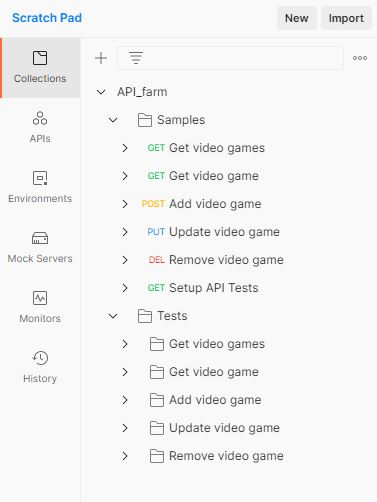 Scratch Pad New Import
Collections
APIs
Environments
Mock Servers
Monitors
History
API_farm
Samples
GET Get video games
GET Get video game
POST Add video game
PUT Update video game
DEL Remove video game
GET Setup API Tests
Tests
Get video games
Get video game
Add video game
Update video game
Remove video game